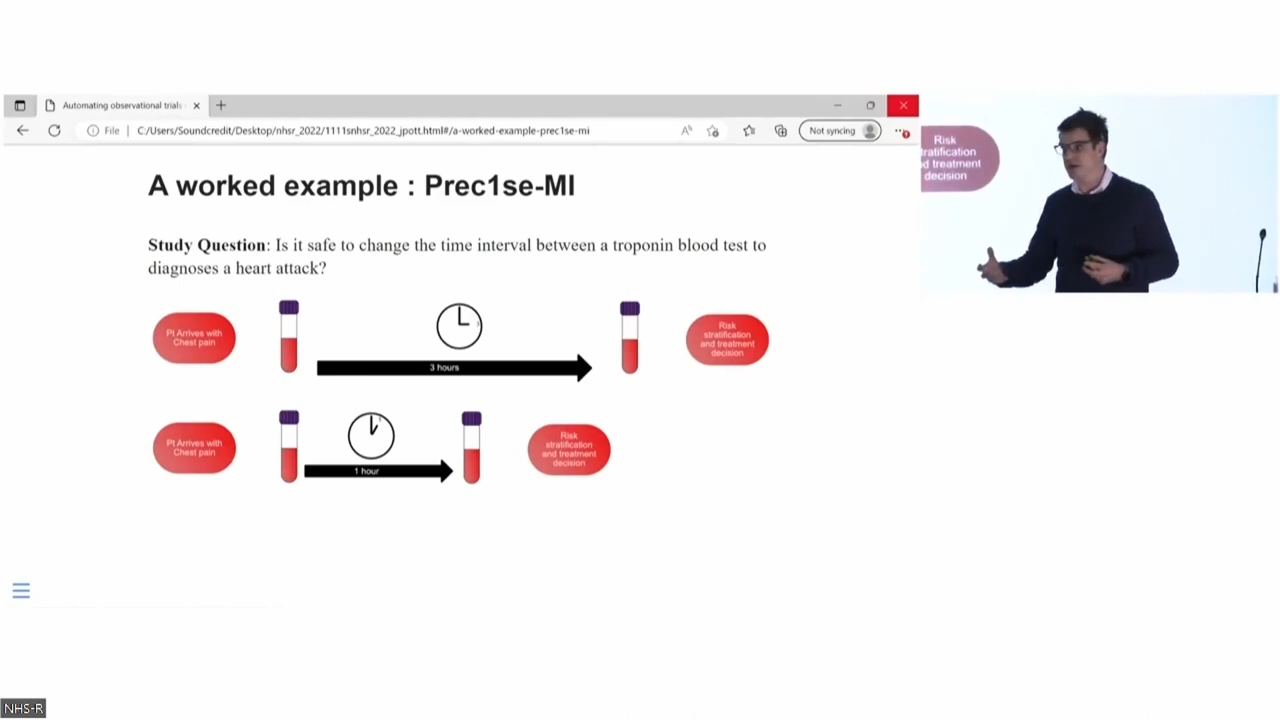 Automating observational trials
File
C:/Users/Soundcredit/Desktop/nhsr_2022/1111snhsr_2022_jpott.html#/a-worked-example-prec1se-mi
Not syncing
A worked example : Prec1se-MI
Study Question: Is it safe to change the time interval between a troponin blood test to
diagnoses a heart attack?
Pt Arrives with
Chest pain
3 hours
Risk
stratification
and treatment
decision
Pt Arrives with
Chest pain
1 hour
Risk
stratification
and treatment
decision
Risk
ratification
d treatment
decision
NHS-R